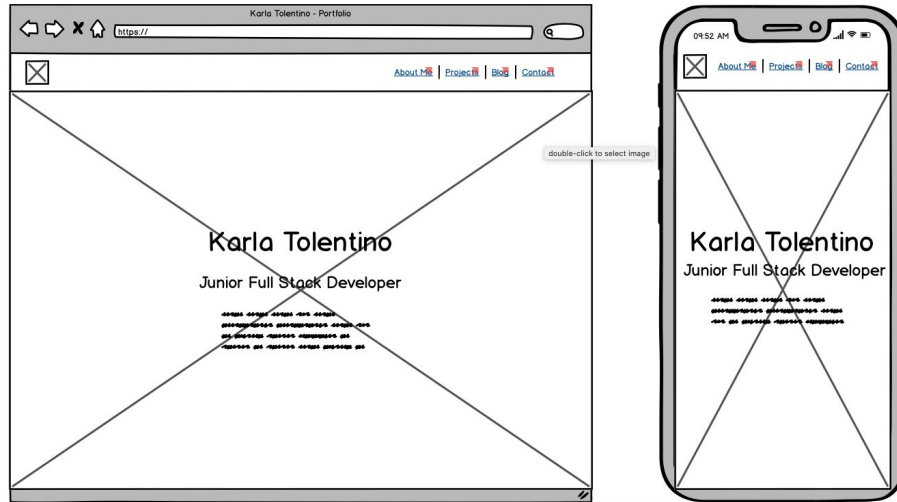 Karla Tolentino - Portfolio
https://
About Me | Projects | Blog | Contact
Karla Tolentino
Junior Full Stack Developer
double-click to select image
09:52 AM
About Me | Projects | Blog | Contact
Karla Tolentino
Junior Full Stack Developer